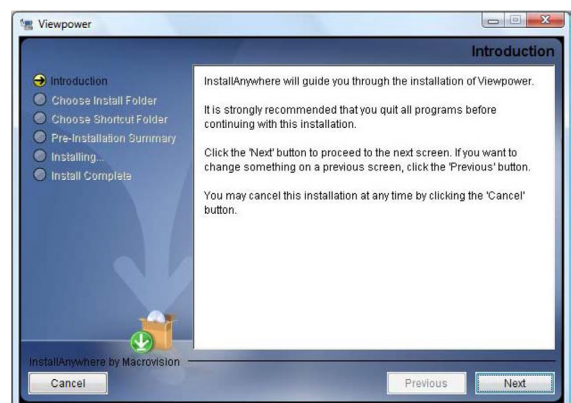 Viewpower
Introduction
Introduction
Choose Install Folder
Choose Shortcut Folder
Pre-Installation Summary
Installing...
Install Complete
InstallAnywhere will guide you through the installation of Viewpower.
It is strongly recommended that you quit all programs before
continuing with this installation.
Click the 'Next' button to proceed to the next screen. If you want to
change something on a previous screen, click the 'Previous' button.
You may cancel this installation at any time by clicking the 'Cancel'
button.
InstallAnywhere by Macrovision
Cancel
Previous
Next